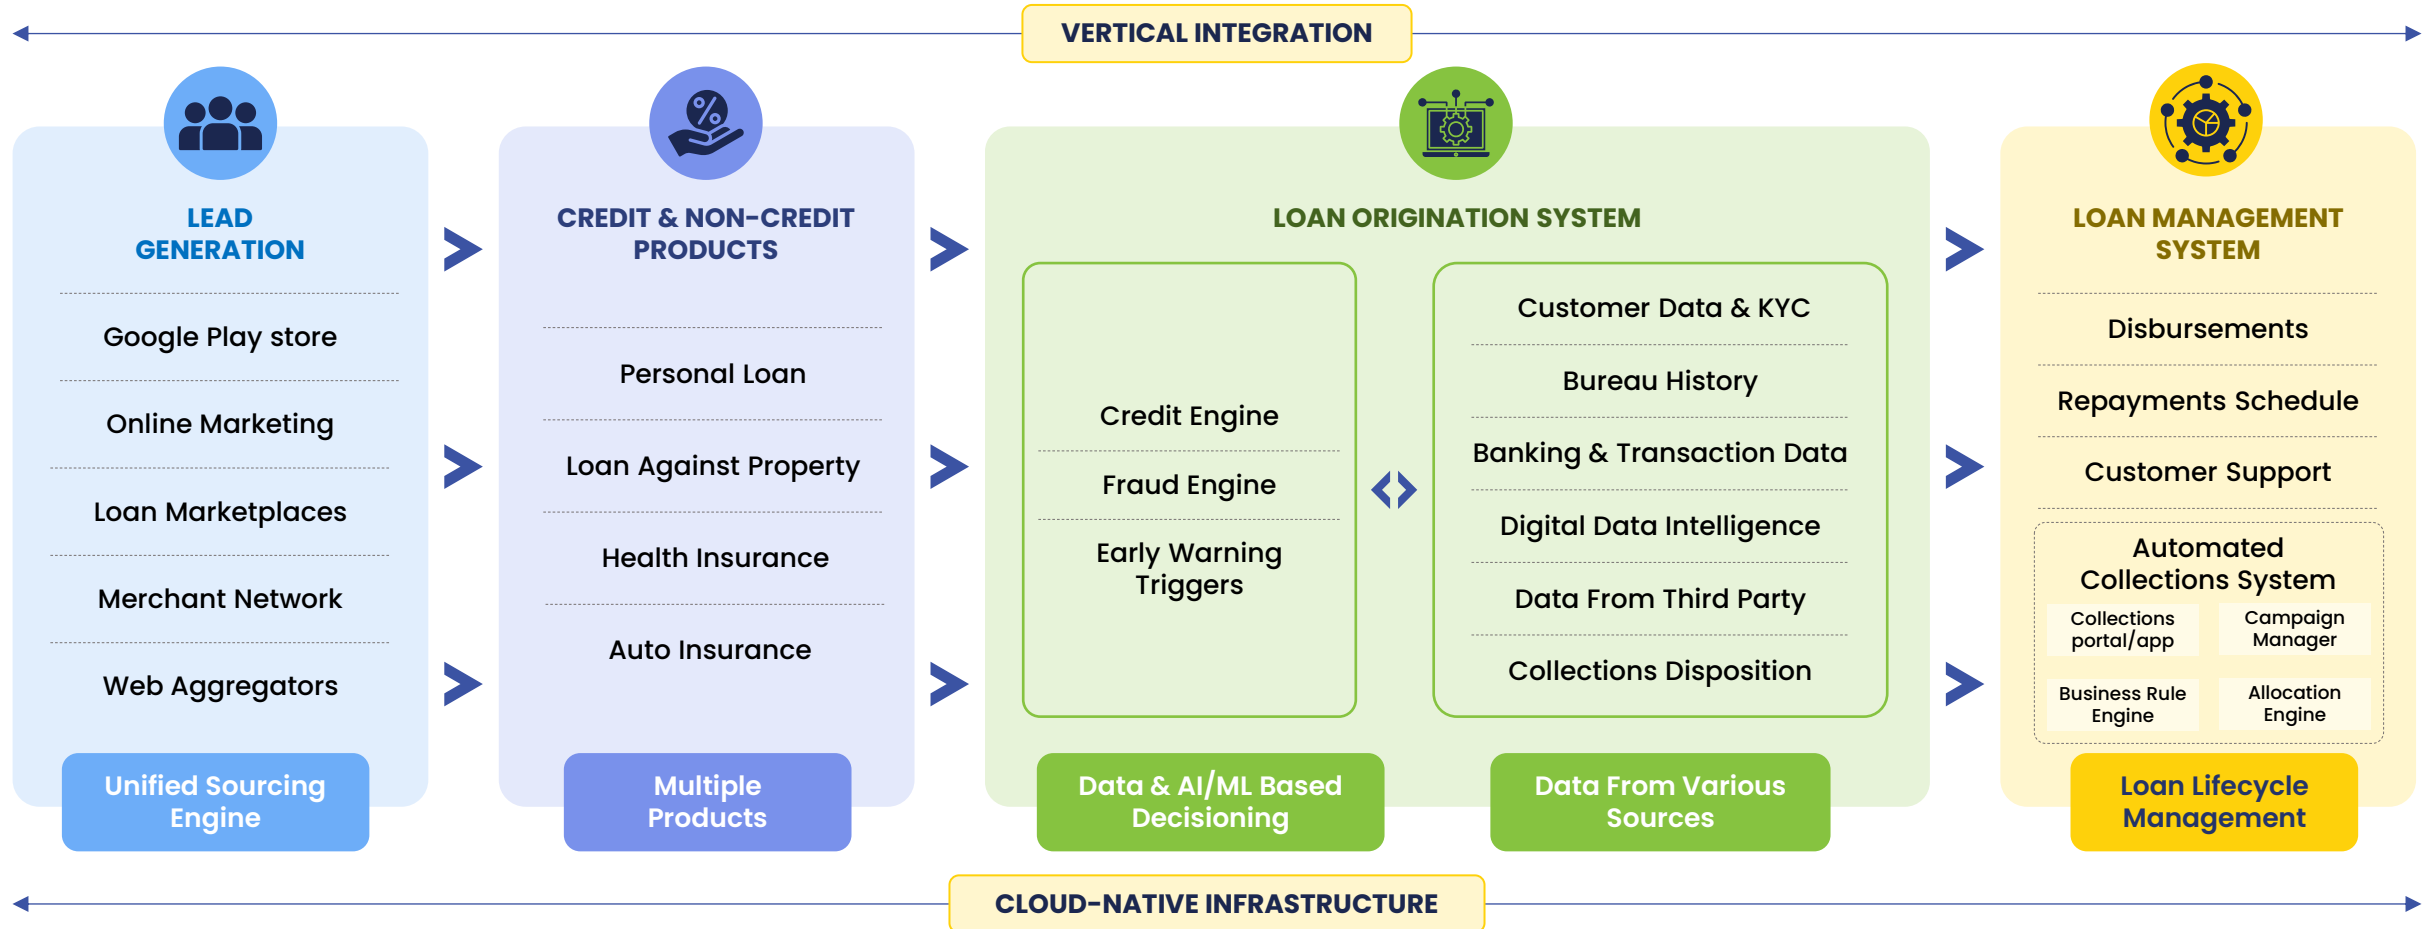 VERTICAL INTEGRATION
LEAD
GENERATION
Google Play store
Online Marketing
Loan Marketplaces
Merchant Network
Web Aggregators
Unified Sourcing
Engine
CREDIT & NON-CREDIT
PRODUCTS
Personal Loan
Loan Against Property
Health Insurance
Auto Insurance
Multiple
Products
LOAN ORIGINATION SYSTEM
Credit Engine
Fraud Engine
Early Warning
Triggers
Data & AI/ML Based
Decisioning
Customer Data & KYC
Bureau History
Banking & Transaction Data
Digital Data Intelligence
Data From Third Party
Collections Disposition
Data From Various
Sources
LOAN MANAGEMENT
SYSTEM
Disbursements
Repayments Schedule
Customer Support
Automated
Collections System
Collections
portal/app
Campaign
Manager
Business Rule
Engine
Allocation
Engine
Loan Lifecycle
Management
CLOUD-NATIVE INFRASTRUCTURE